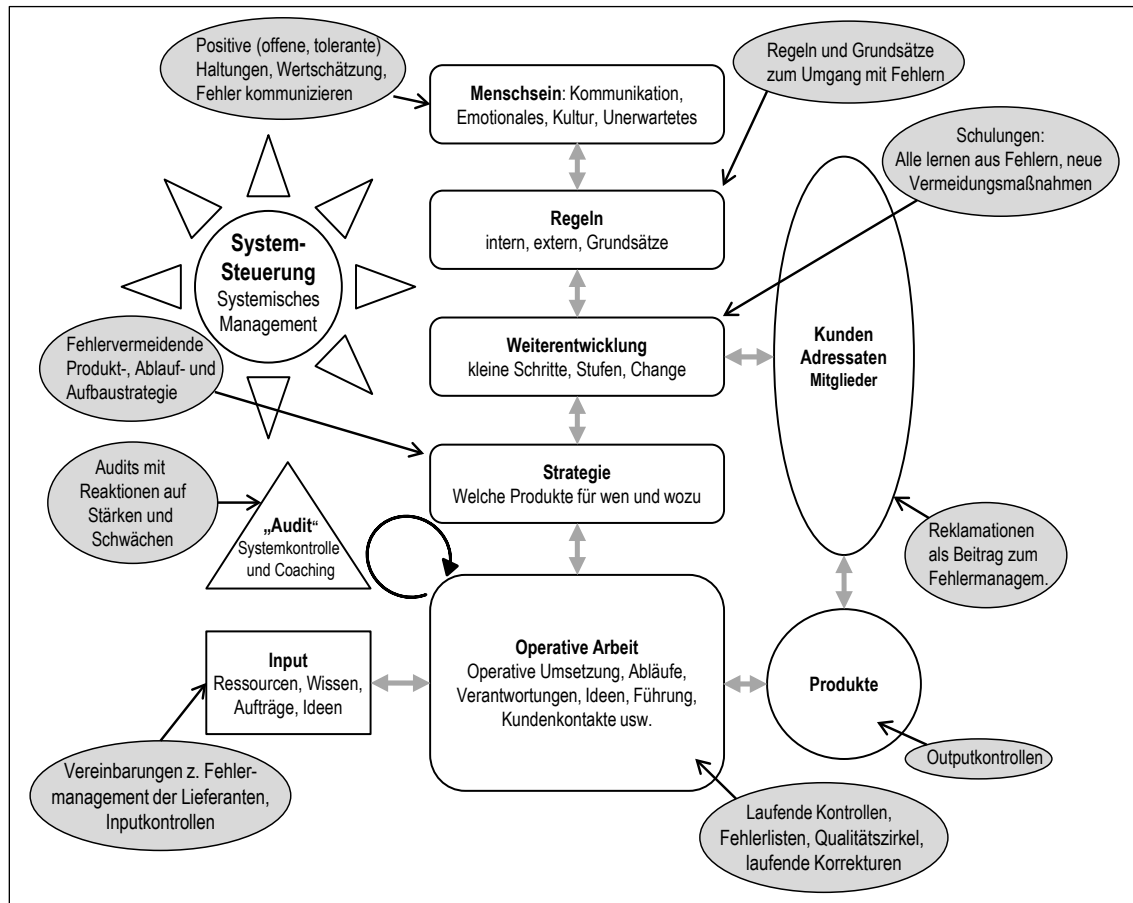 Positive (offene, tolerante)
Haltungen, Wertschätzung,
Fehler kommunizieren
Regeln und Grundsätze
zum Umgang mit Fehlern
Menschsein: Kommunikation,
Emotionales, Kultur, Unerwartetes
Schulungen:
Alle lernen aus Fehlern, neue
Vermeidungsmaßnahmen
Regeln
intern, extern, Grundsätze
System-
Steuerung
Systemisches
Management
Weiterentwicklung
kleine Schritte, Stufen, Change
Kunden
Adressaten
Mitglieder
Fehlervermeidende
Produkt-, Ablauf- und
Aufbaustrategie
Strategie
Welche Produkte für wen und wozu
Audits mit
Reaktionen auf
Stärken und
Schwächen
„Audit“
Systemkontrolle
und Coaching
Reklamationen
als Beitrag zum
Fehlermanagem.
Input
Ressourcen, Wissen,
Aufträge, Ideen
Operative Arbeit
Operative Umsetzung, Abläufe,
Verantwortungen, Ideen, Führung,
Kundenkontakte usw.
Produkte
Outputkontrollen
Vereinbarungen z. Fehler-
management der Lieferanten,
Inputkontrollen
Laufende Kontrollen,
Fehlerlisten, Qualitätszirkel,
laufende Korrekturen